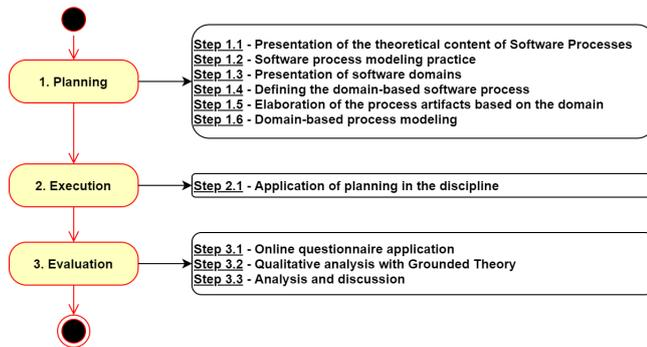 1. Planning
Step 1.1 - Presentation of the theoretical content of Software Processes
Step 1.2 - Software process modeling practice
Step 1.3 - Presentation of software domains
Step 1.4 - Defining the domain-based software process
Step 1.5 - Elaboration of the process artifacts based on the domain
Step 1.6 - Domain-based process modeling
2. Execution
Step 2.1 - Application of planning in the discipline
3. Evaluation
Step 3.1 - Online questionnaire application
Step 3.2 - Qualitative analysis with Grounded Theory
Step 3.3 - Analysis and discussion